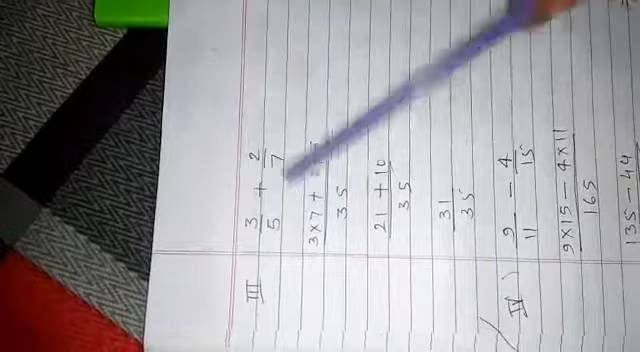 III 3/5 + 2/7
3×7 +
35
21 + 10
35
31
35
IV) 9/11 - 4/15
9×15 - 4×11
165
135 - 44